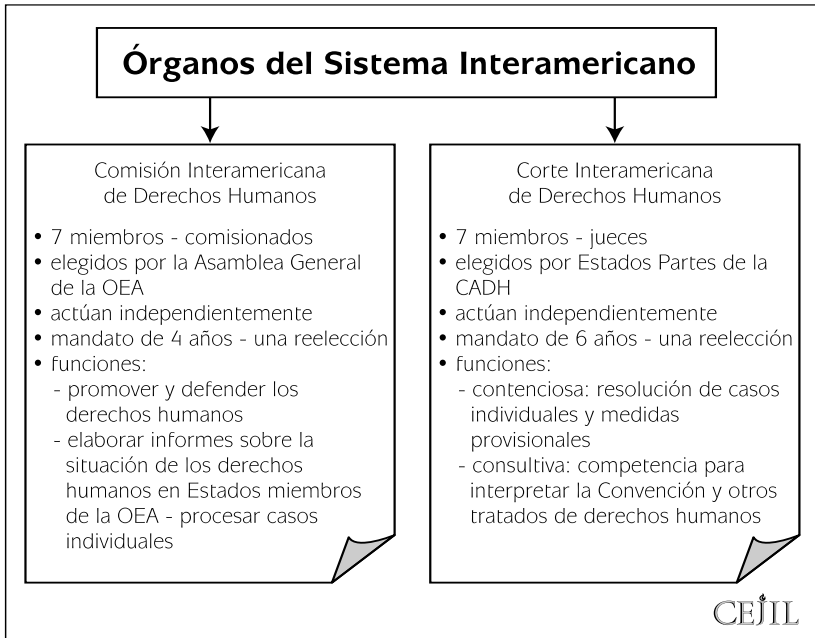 Órganos del Sistema Interamericano
Comisión Interamericana
de Derechos Humanos
• 7 miembros - comisionados
• elegidos por la Asamblea General
de la OEA
• actúan independientemente
• mandato de 4 años - una reelección
• funciones:
- promover y defender los
derechos humanos
- elaborar informes sobre la
situación de los derechos
humanos en Estados miembros
de la OEA - procesar casos
individuales
Corte Interamericana
de Derechos Humanos
• 7 miembros - jueces
• elegidos por Estados Partes de la
CADH
• actúan independientemente
• mandato de 6 años - una reelección
• funciones:
- contenciosa: resolución de casos
individuales y medidas
provisionales
- consultiva: competencia para
interpretar la Convención y otros
tratados de derechos humanos
CEJIL